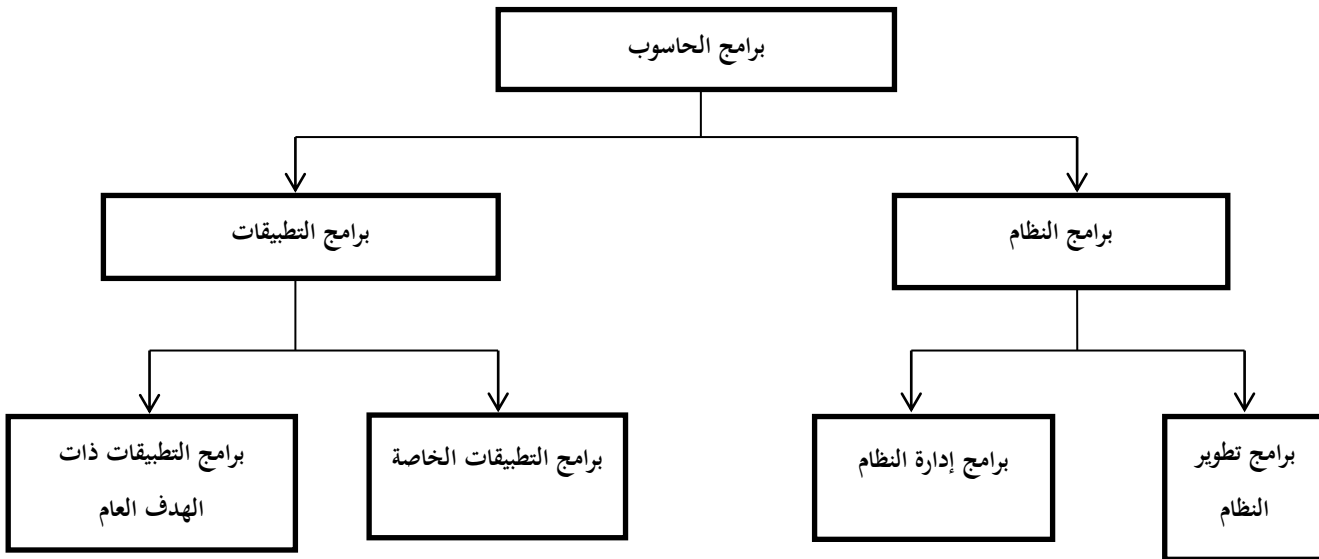 برامج الحاسوب
برامج النظام
برامج التطبيقات
برامج تطوير
النظام
برامج إدارة النظام
برامج التطبيقات الخاصة
برامج التطبيقات ذات
الهدف العام